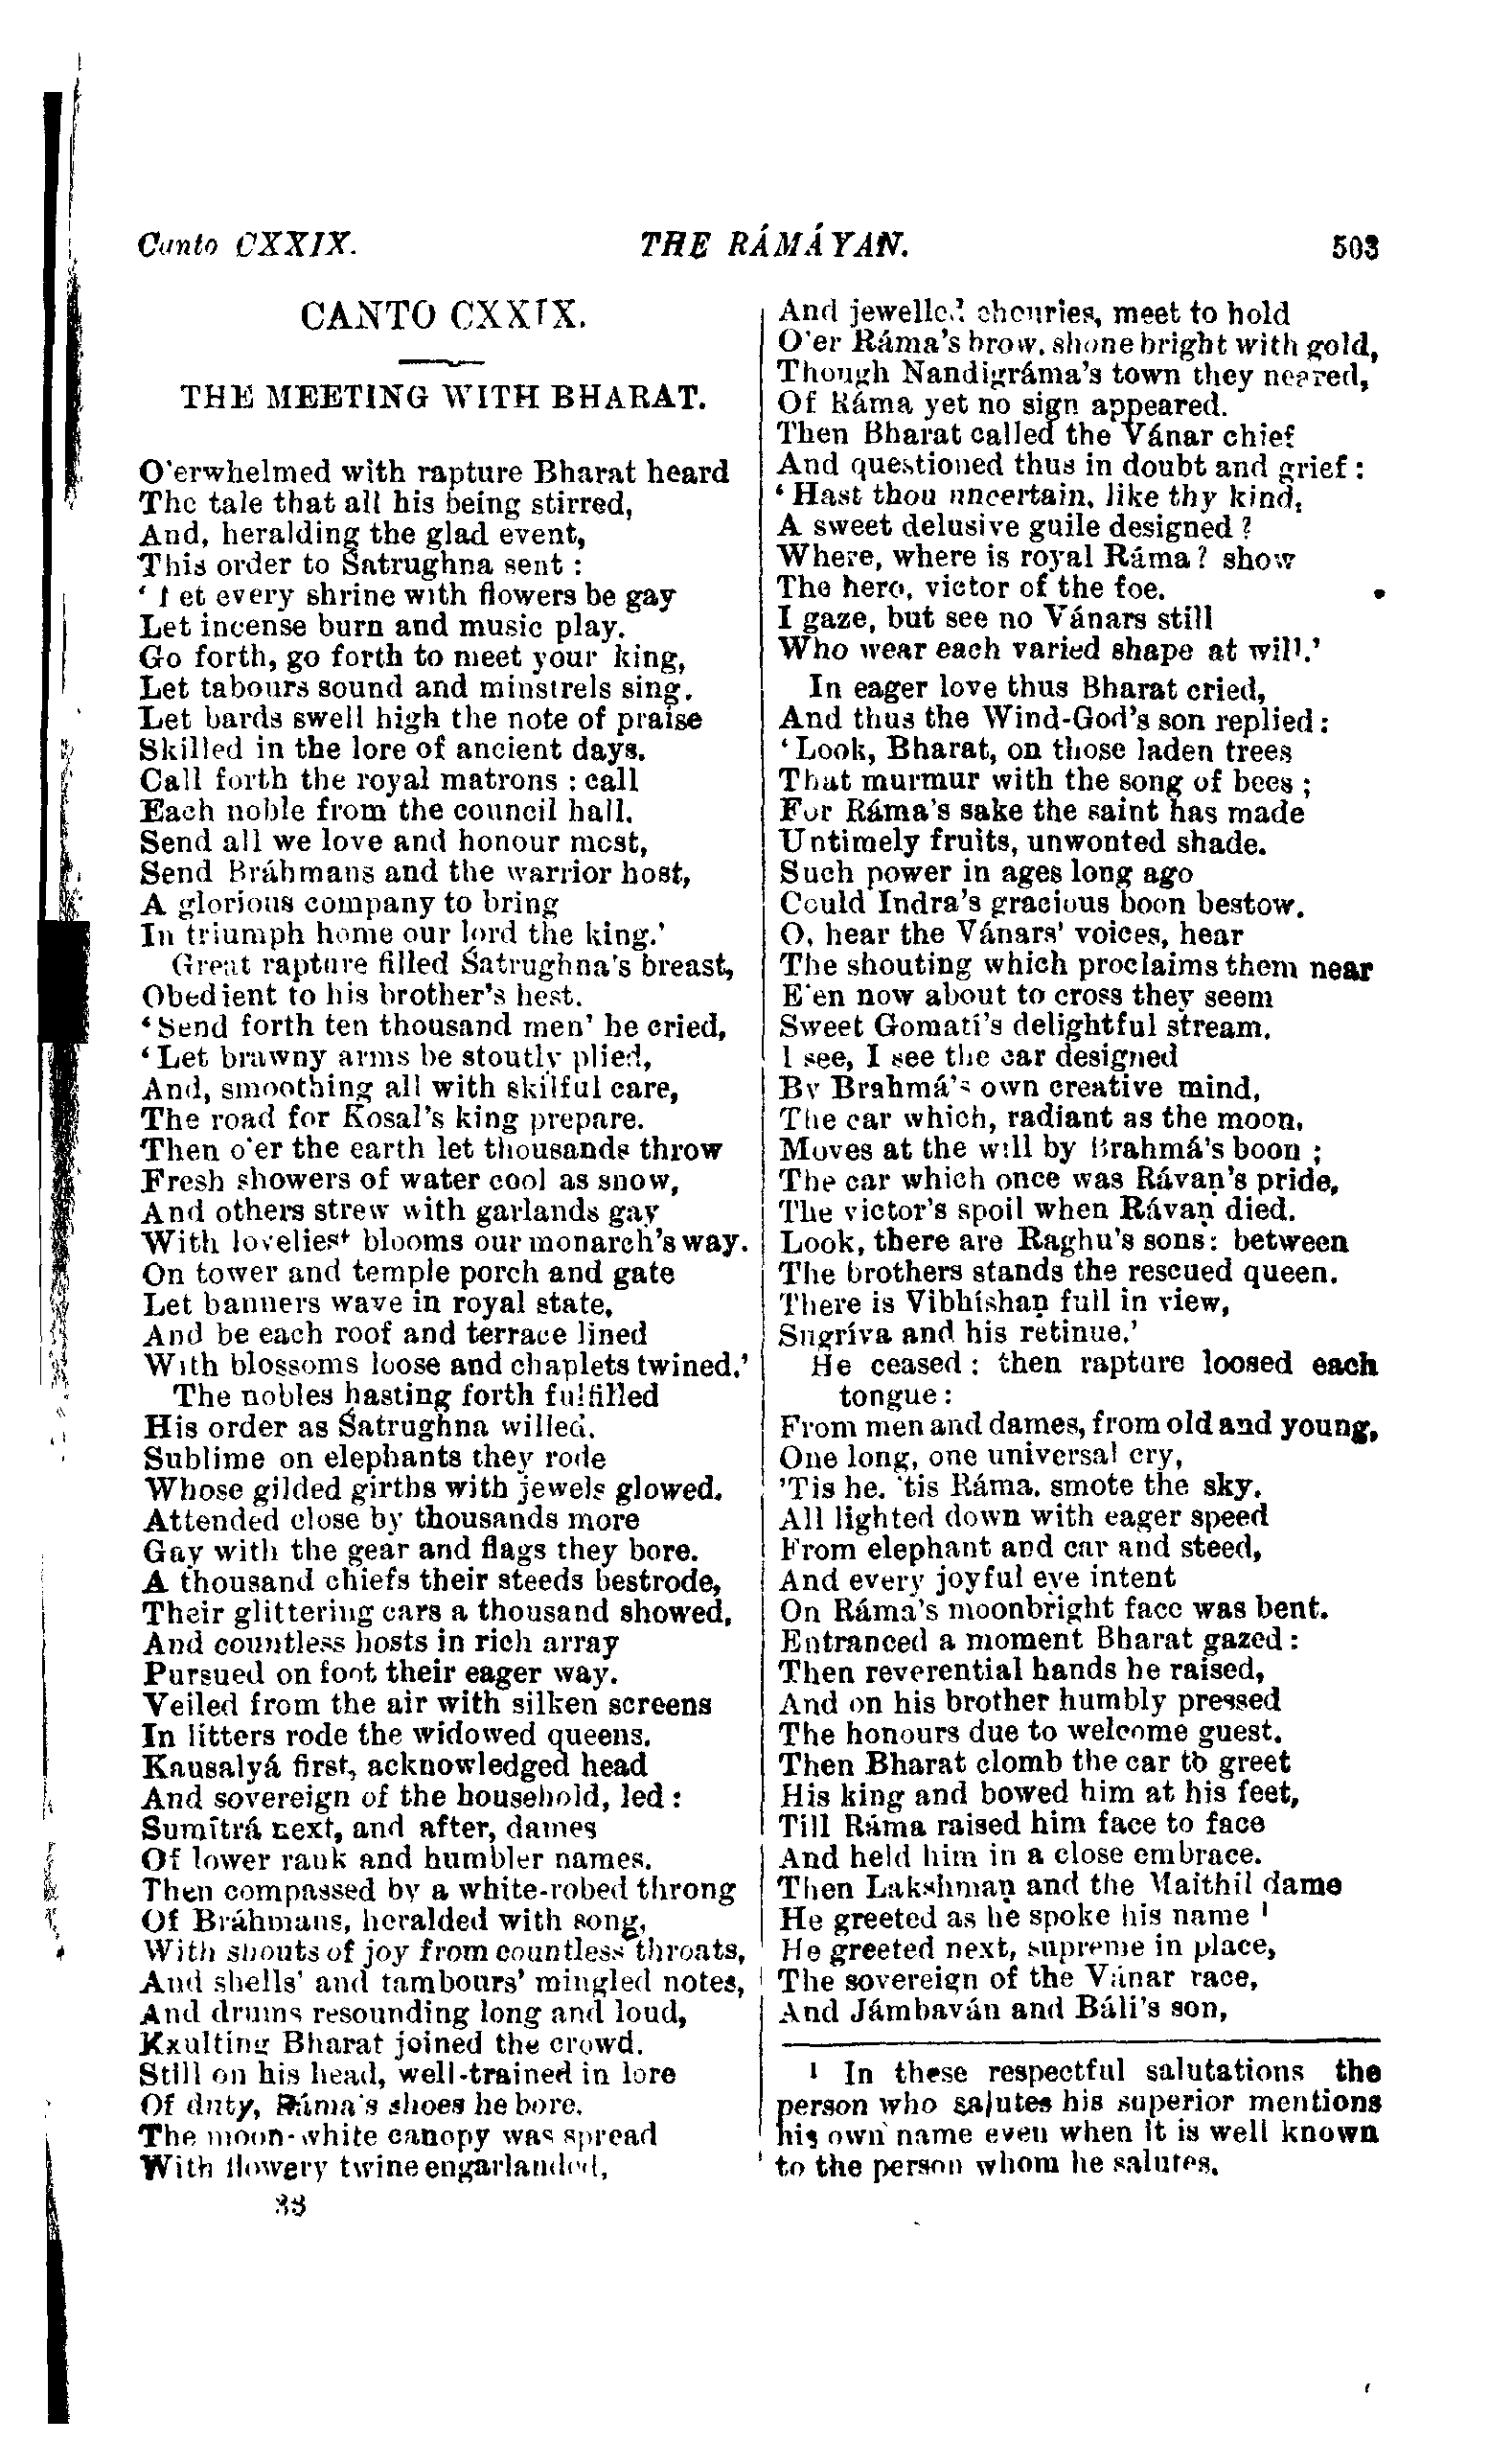 Canto CXXIX. THE RÁMÁYAN. 503
CANTO CXXIX.
THE MEETING WITH BHARAT.
O'erwhelmed with rapture Bharat heard
The tale that all his being stirred,
And, heralding the glad event,
This order to Śatrughna sent :
‘ Let every shrine with flowers be gay
Let incense burn and music play.
Go forth, go forth to meet your king,
Let tabours sound and minstrels sing.
Let bards swell high the note of praise
Skilled in the lore of ancient days.
Call forth the royal matrons : call
Each noble from the council hall.
Send all we love and honour most,
Send Bráhmans and the warrior host,
A glorious company to bring
In triumph home our lord the king.’
Great rapture filled Śatrughna's breast,
Obedient to his brother's hest.
‘Send forth ten thousand men’ he cried,
‘Let brawny arms be stoutly plied,
And, smoothing all with skilful care,
The road for Kosal's king prepare.
Then o'er the earth let thousands throw
Fresh showers of water cool as snow,
And others strew with garlands gay
With loveliest blooms our monarch's way.
On tower and temple porch and gate
Let banners wave in royal state,
And be each roof and terrace lined
With blossoms loose and chaplets twined.’
The nobles hasting forth fulfilled
His order as Śatrughna willed.
Sublime on elephants they rode
Whose gilded girths with jewels glowed.
Attended close by thousands more
Gay with the gear and flags they bore.
A thousand chiefs their steeds bestrode,
Their glittering cars a thousand showed.
And countless hosts in rich array
Pursued on foot their eager way.
Veiled from the air with silken screens
In litters rode the widowed queens.
Kausalyá first, acknowledged head
And sovereign of the household, led :
Sumitrá next, and after, dames
Of lower rank and humbler names.
Then compassed by a white-robed throng
Of Bráhmans, heralded with song,
With shouts of joy from countless throats,
And shells' and tambours' mingled notes,
And drums resounding long and loud,
Exulting Bharat joined the crowd.
Still on his head, well-trained in lore
Of duty, Ráma's shoes he bore.
The moon-white canopy was spread
With flowery twine engarlanded,
33
And jewelled chouries, meet to hold
O'er Ráma's brow, shone bright with gold,
Though Nandigráma's town they neared,
Of Ráma yet no sign appeared.
Then Bharat called the Vánar chief
And questioned thus in doubt and grief :
‘ Hast thou uncertain, like thy kind,
A sweet delusive guile designed ?
Where, where is royal Ráma ? show
The hero, victor of the foe.
I gaze, but see no Vánars still
Who wear each varied shape at will.’
In eager love thus Bharat cried,
And thus the Wind-God's son replied :
‘Look, Bharat, on those laden trees
That murmur with the song of bees ;
For Ráma's sake the saint has made
Untimely fruits, unwonted shade.
Such power in ages long ago
Could Indra's gracious boon bestow.
O, hear the Vánars' voices, hear
The shouting which proclaims them near
E'en now about to cross they seem
Sweet Gomatí's delightful stream.
I see, I see the car designed
By Brahmá's own creative mind,
The car which, radiant as the moon,
Moves at the will by Brahmá's boon ;
The car which once was Rávaṇ's pride,
The victor's spoil when Rávaṇ died.
Look, there are Raghu's sons : between
The brothers stands the rescued queen.
There is Vibhíshaṇ full in view,
Sugríva and his retinue.’
He ceased : then rapture loosed each
tongue :
From men and dames, from old and young,
One long, one universal cry,
'Tis he, 'tis Ráma, smote the sky.
All lighted down with eager speed
From elephant and car and steed,
And every joyful eye intent
On Ráma's moonbright face was bent.
Entranced a moment Bharat gazed :
Then reverential hands he raised,
And on his brother humbly pressed
The honours due to welcome guest.
Then Bharat clomb the car to greet
His king and bowed him at his feet,
Till Ráma raised him face to face
And held him in a close embrace.
Then Lakshmaṇ and the Maithil dame
He greeted as he spoke his name ¹
He greeted next, supreme in place,
The sovereign of the Vánar race,
And Jámbaván and Báli's son,
¹ In these respectful salutations the
person who salutes his superior mentions
his own name even when it is well known
to the person whom he salutes.